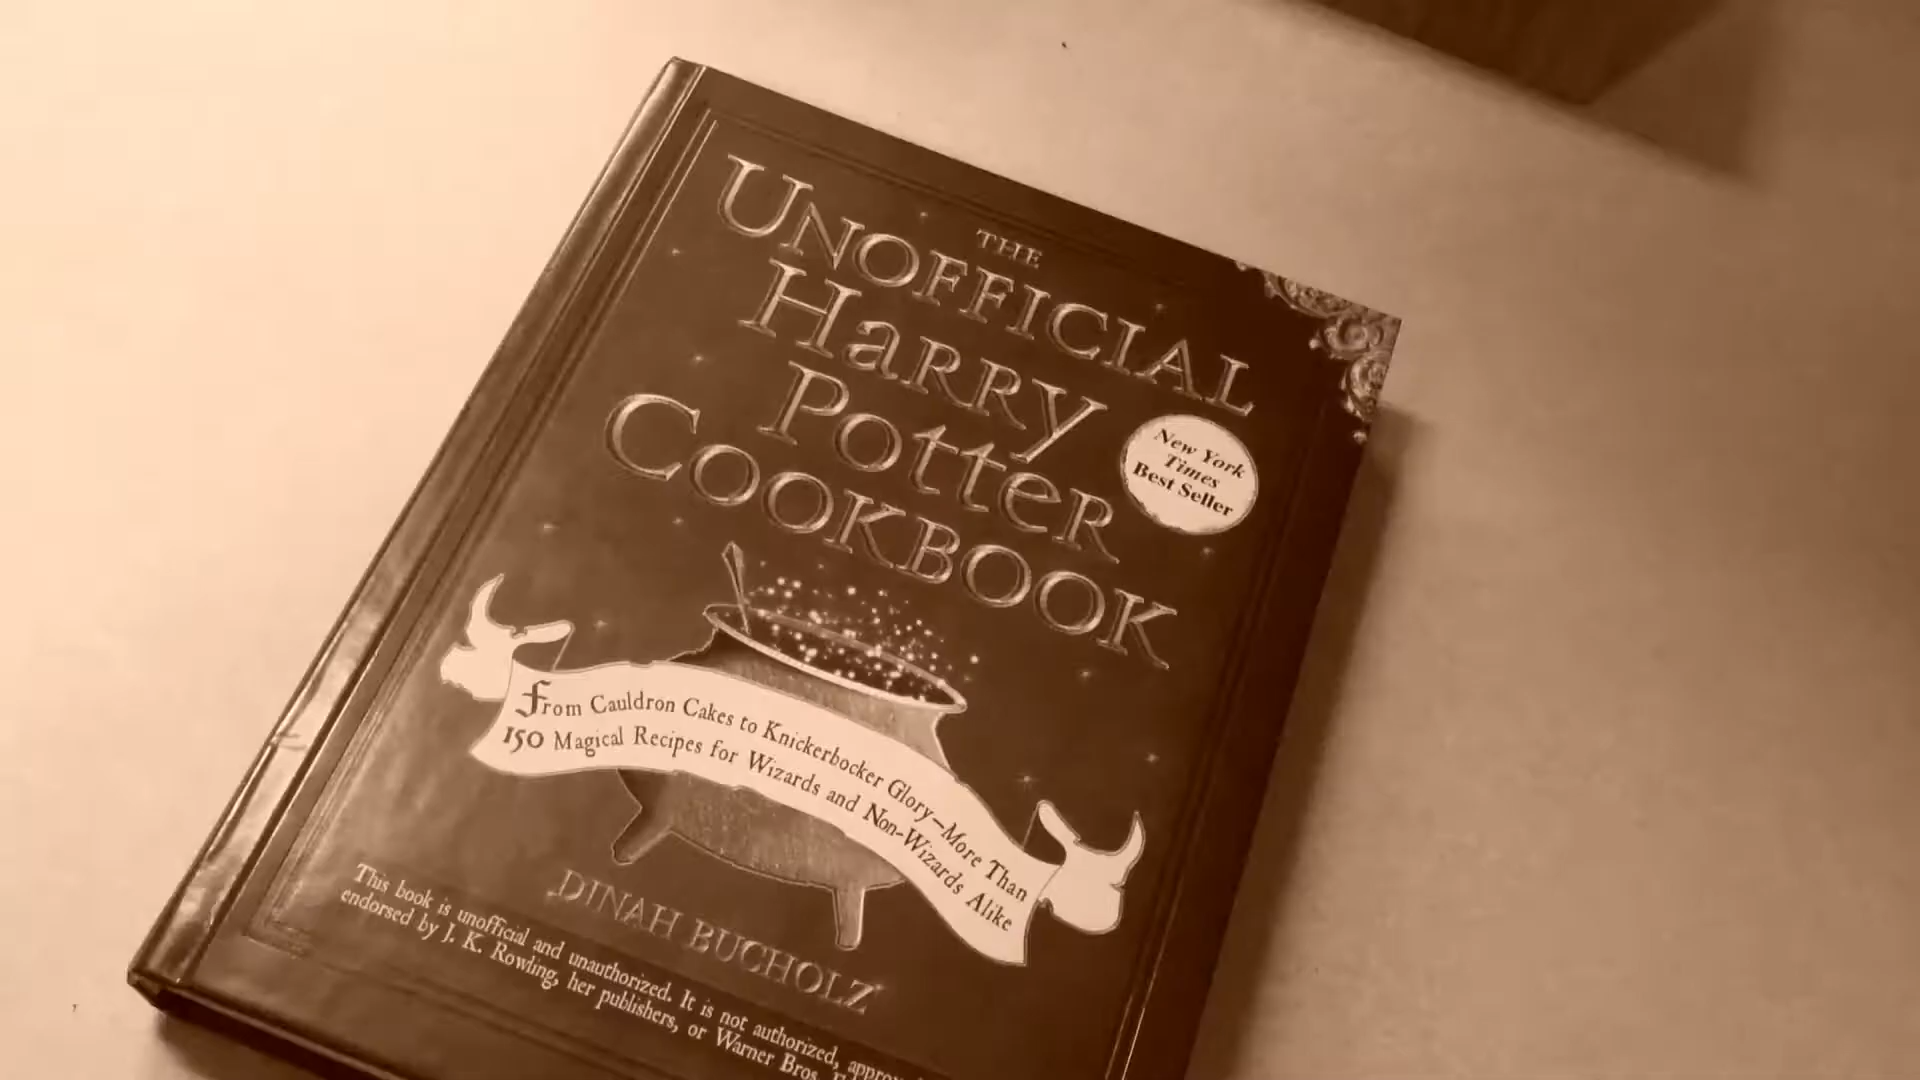 THE
UNOFFICIAL
HARRY
POTTER
COOKBOOK
New York
Times
Best Seller
From Cauldron Cakes to Knickerbocker Glory—More Than
150 Magical Recipes for Wizards and Non-Wizards Alike
DINAH BUCHOLZ
This book is unofficial and unauthorized. It is not authorized,
endorsed by J. K. Rowling, her publishers, or Warner Bros.